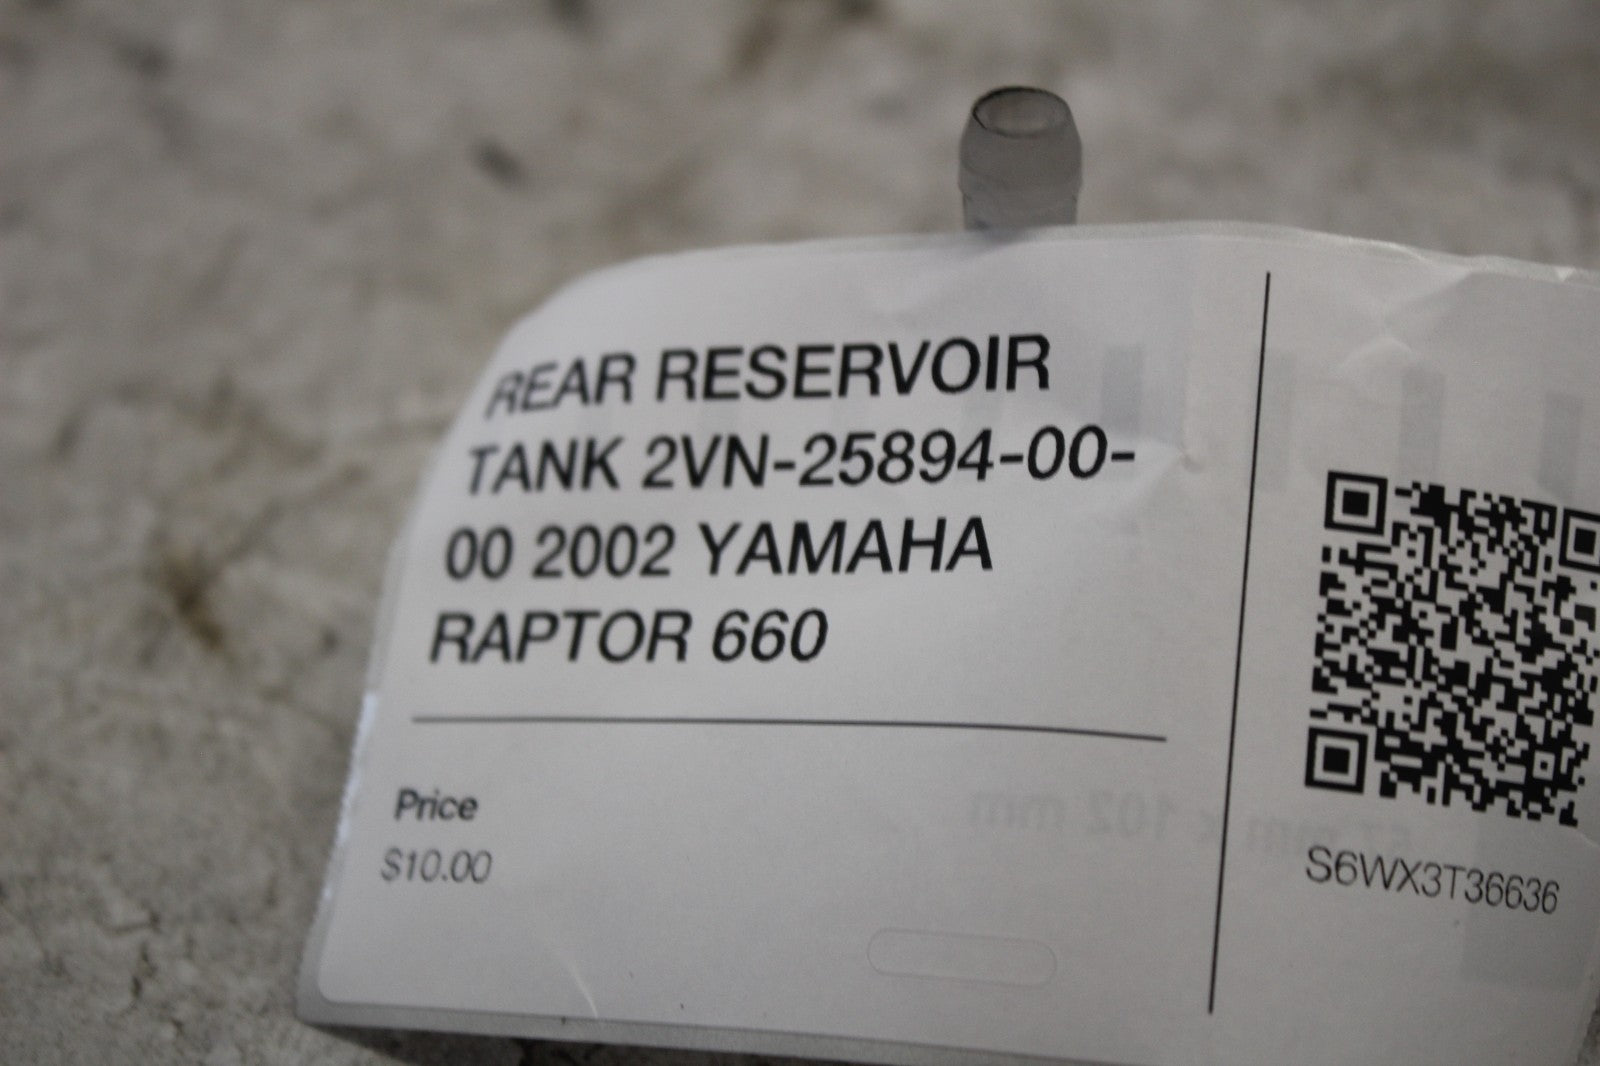 REAR RESERVOIR
TANK 2VN-25894-00-
00 2002 YAMAHA
RAPTOR 660
Price
$10.00
S6WX3T36636